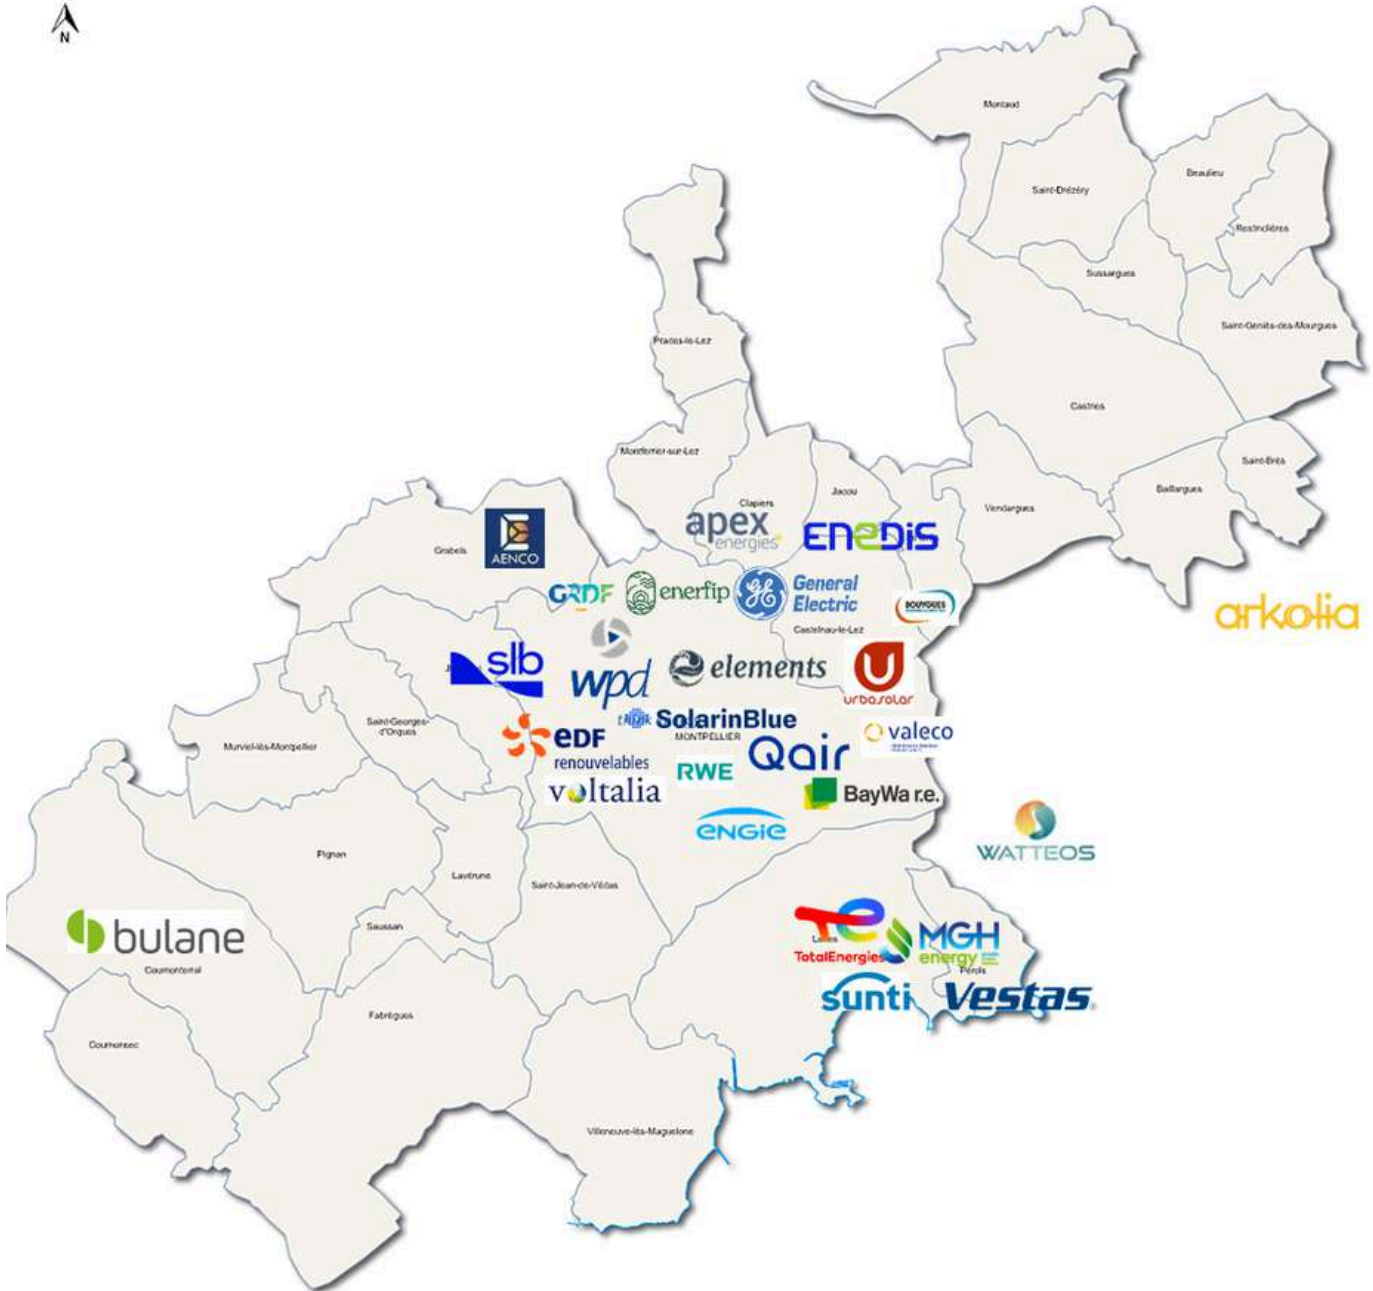 N
Montaud
Saint-Drézéry
Beaulieu
Restinclières
Sussargues
Saint-Geniès-des-Mourgues
Prades-le-Lez
Castries
Montferrier-sur-Lez
Saint-Brès
Baillargues
Clapiers
Jacou
Vendargues
apex
energies
ENEDIS
Grabels
AENCO
GRDF
enerfip
General
Electric
BOUYGUES
arkolia
Castelnau-le-Lez
slb
wpd
elements
U
urbasolar
Saint-Georges-
d'Orques
SolarinBlue
MONTPELLIER
valeco
Murviel-lès-Montpellier
eDF
renouvelables
Qair
RWE
voltalia
BayWa r.e.
ENGIE
WATTEOS
Pignan
Lavérune
Saint-Jean-de-Védas
bulane
Cournonterral
Saussan
TotalEnergies
MGH
energy
Pérols
sunti
Vestas
Fabrègues
Cournonsec
Villeneuve-lès-Maguelone